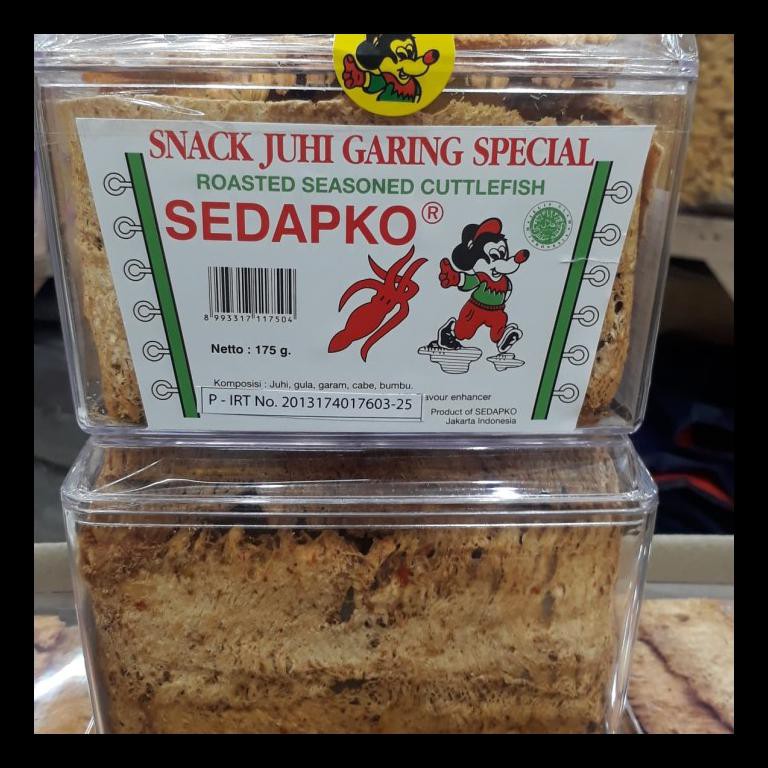 SNACK JUHI GARING SPECIAL
ROASTED SEASONED CUTTLEFISH
SEDAPKO®
8 993317 117504
Netto : 175 g.
Komposisi : Juhi, gula, garam, cabe, bumbu.
avour enhancer
P - IRT No. 2013174017603-25
Product of SEDAPKO
Jakarta Indonesia